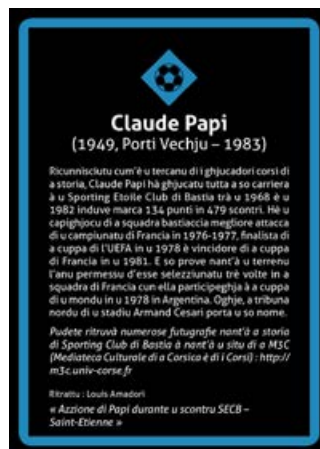 Claude Papi
(1949, Porti Vechju – 1983)
Ricunnisciutu cum'è u tercanu di i ghjucadori corsi di
a storia, Claude Papi hà ghjucatu tutta a so carriera
à u Sporting Etoile Club di Bastia trà u 1968 è u
1982 induve marca 134 punti in 479 scontri. Hè u
capighjocu di a squadra bastiaccia megliore attacca
di u campiunatu di Francia in 1976-1977, finalista di
a cuppa di l'UEFA in u 1978 è vincidore di a cuppa
di Francia in u 1981. E so prove nant'à u terrenu
l'anu permessu d'esse selezziunatu trè volte in a
squadra di Francia cun ella participeghja à a cuppa
di u mondu in u 1978 in Argentina. Oghje, a tribuna
nordu di u stadiu Armand Cesari porta u so nome.
Pudete ritruvà numerose futugrafie nant'à a storia
di Sporting Club di Bastia à nant'à u situ di a M3C
(Mediateca Culturale di a Corsica è di i Corsi) : http://
m3c.univ-corse.fr
Ritrattu : Louis Amadori
« Azzione di Papi durante u scontru SECB –
Saint-Etienne »